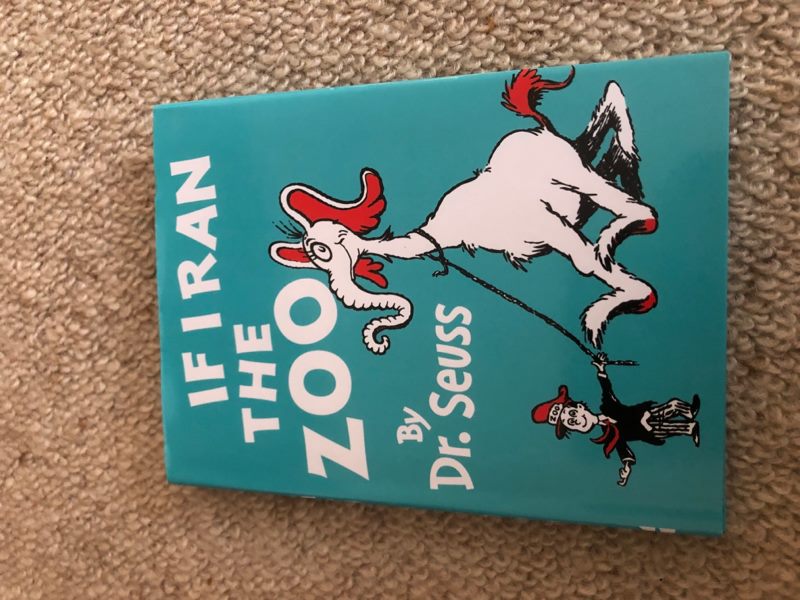 IF I RAN
THE
ZOO
By
Dr. Seuss
ZOO